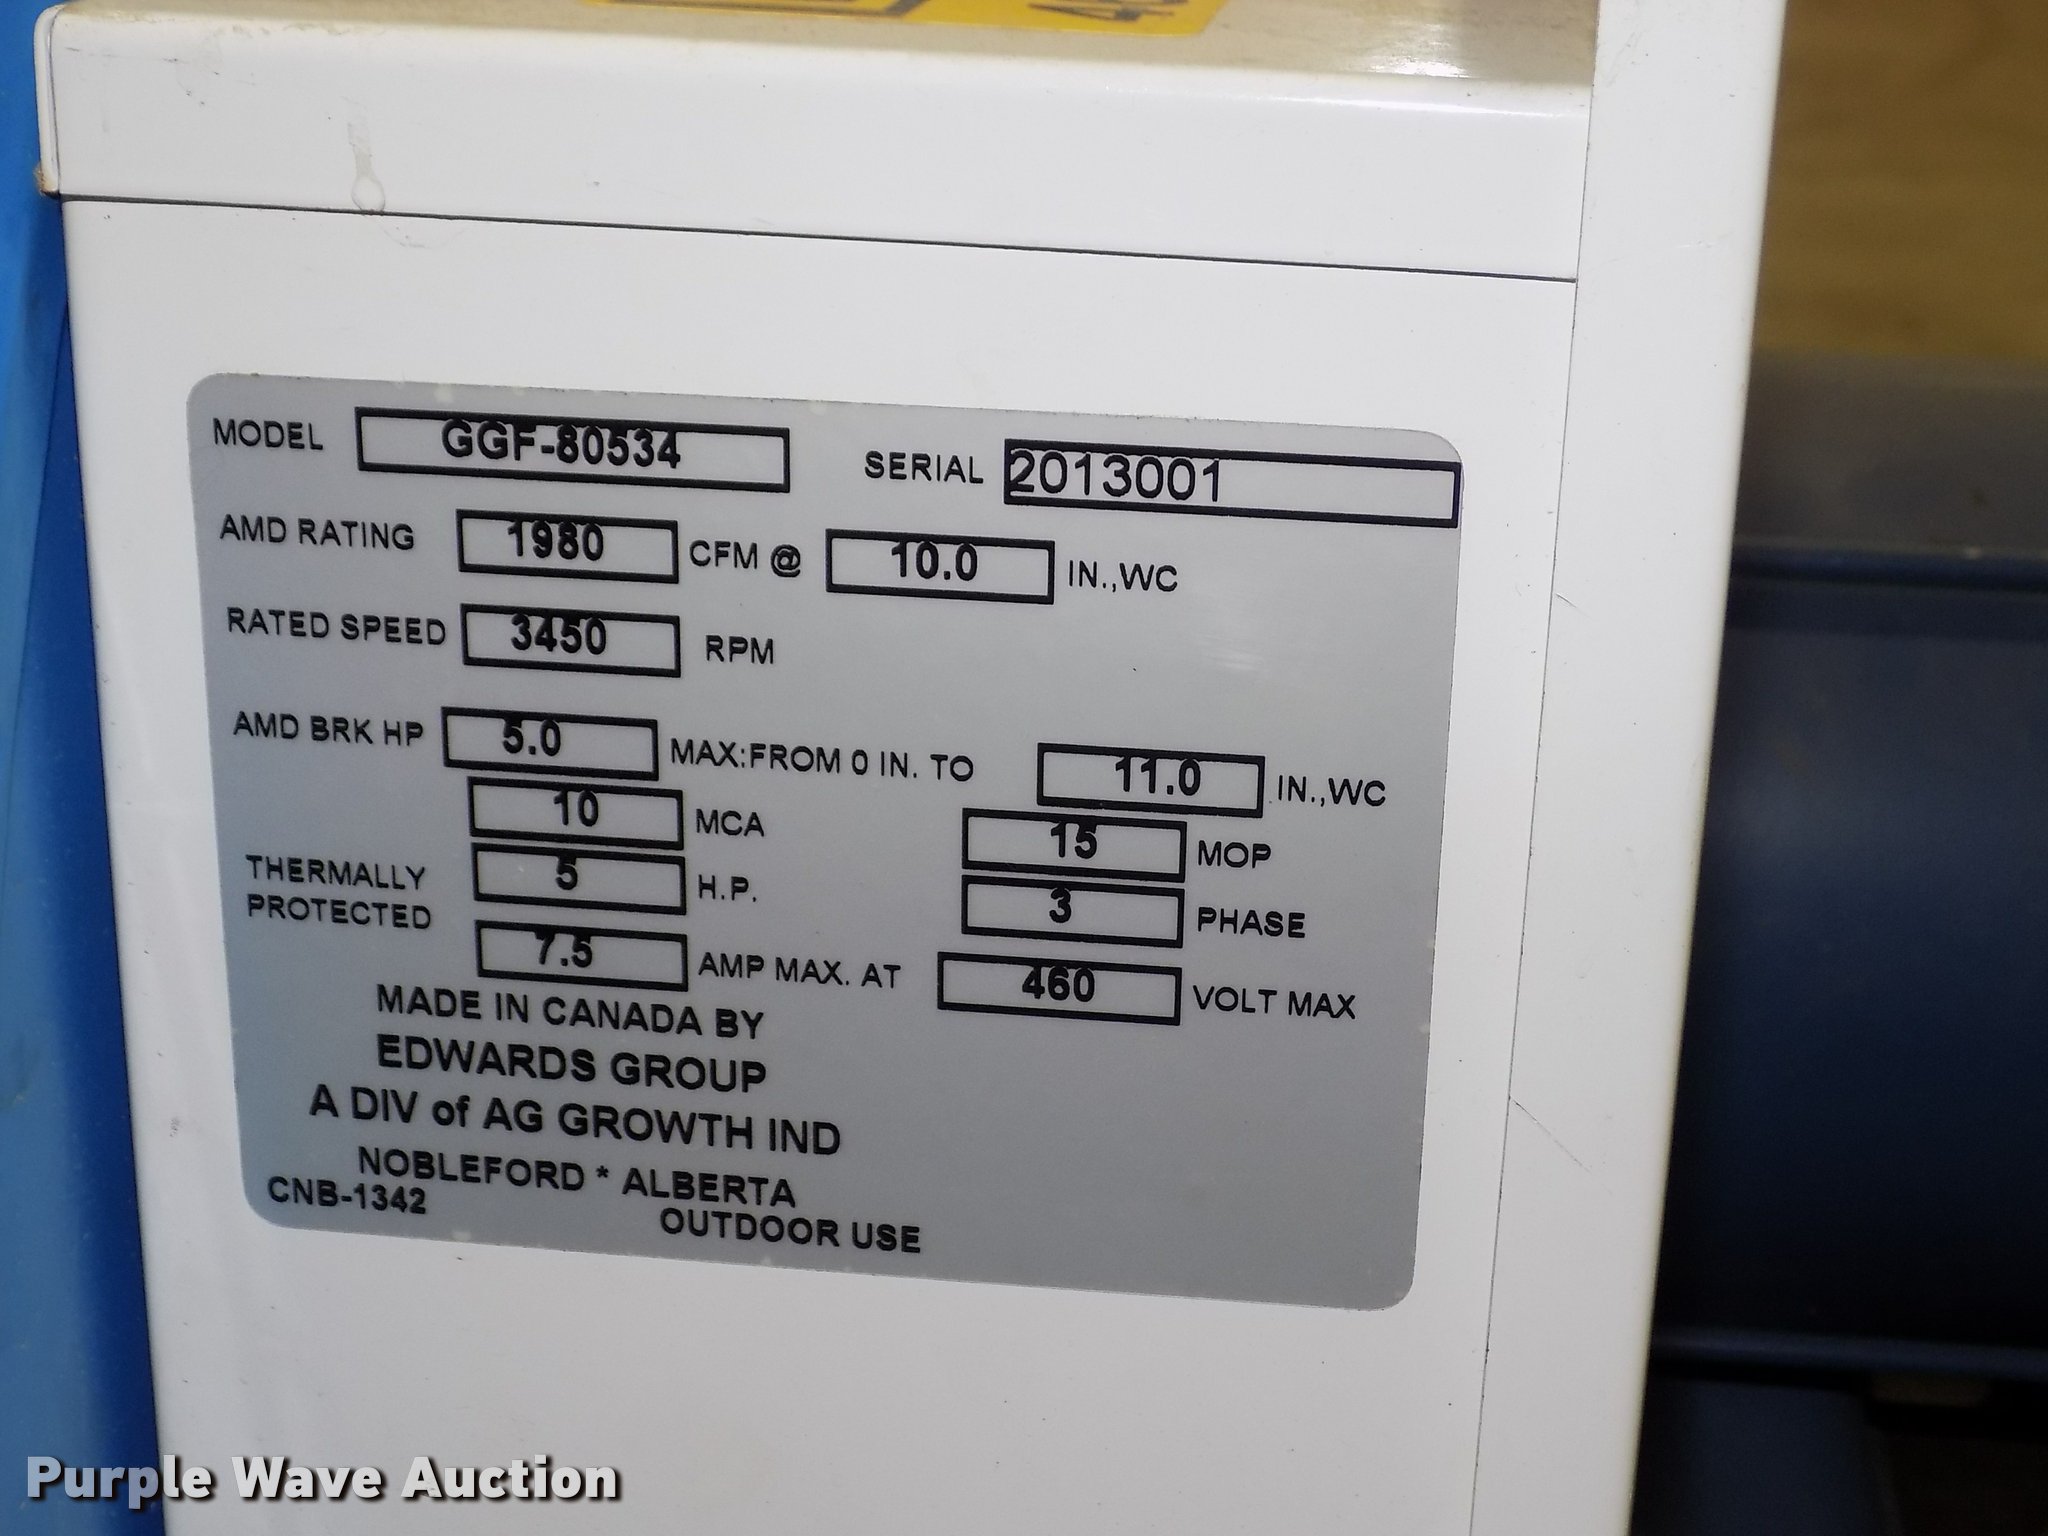 MODEL GGF-80534 SERIAL 2013001
AMD RATING 1980 CFM @ 10.0 IN.,WC
RATED SPEED 3450 RPM
AMD BRK HP 5.0 MAX:FROM 0 IN. TO 11.0 IN.,WC
10 MCA 15 MOP
THERMALLY PROTECTED 5 H.P. 3 PHASE
7.5 AMP MAX. AT 460 VOLT MAX
MADE IN CANADA BY
EDWARDS GROUP
A DIV of AG GROWTH IND
NOBLEFORD * ALBERTA
CNB-1342
OUTDOOR USE
Purple Wave Auction